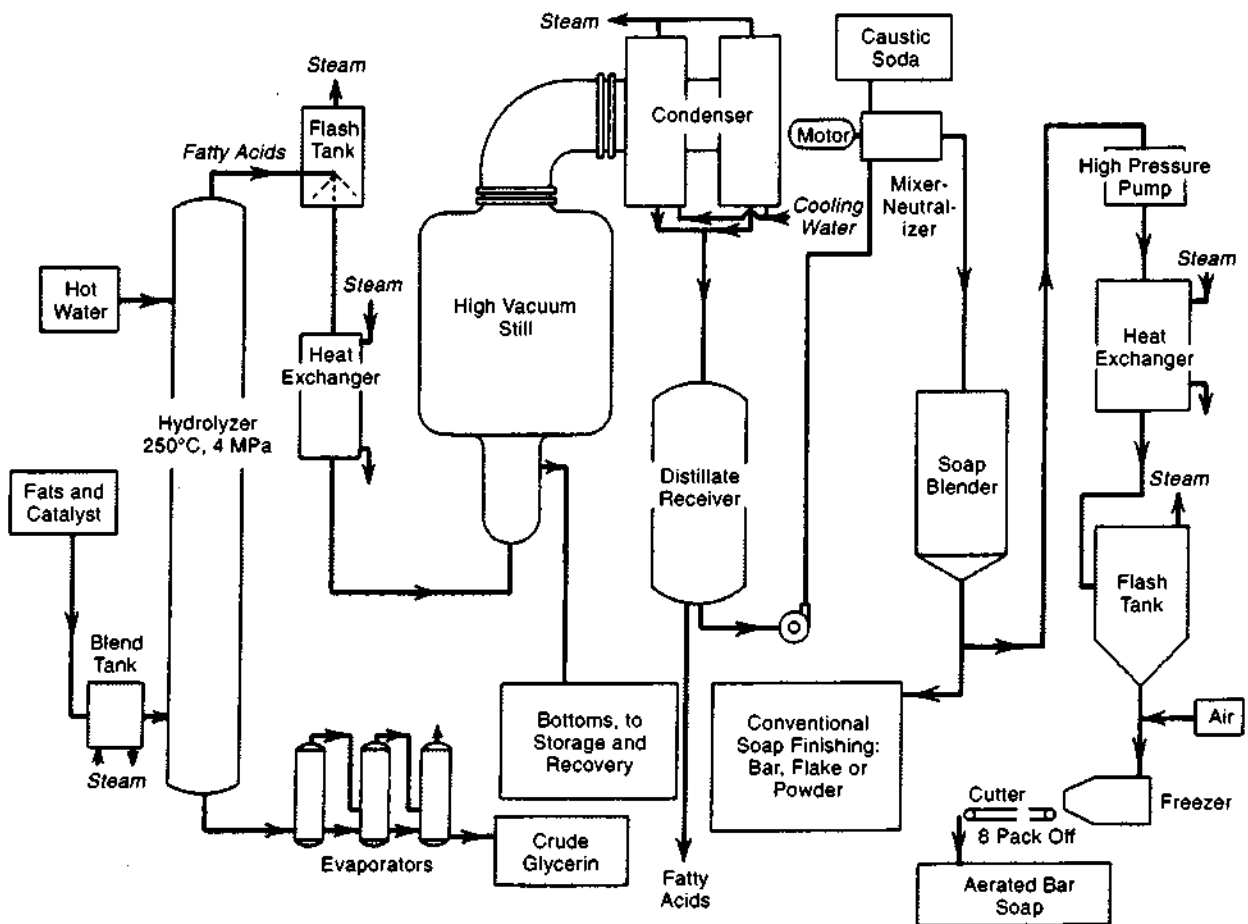 Steam
Caustic
Soda
Steam
Flash
Tank
Fatty Acids
Condenser
Motor
High Pressure
Pump
Mixer-
Neutral-
izer
Cooling
Water
Hot
Water
Steam
High Vacuum
Still
Steam
Heat
Exchanger
Heat
Exchanger
Hydrolyzer
250°C, 4 MPa
Fats and
Catalyst
Distillate
Receiver
Soap
Blender
Steam
Flash
Tank
Blend
Tank
Steam
Bottoms, to
Storage and
Recovery
Conventional
Soap Finishing:
Bar, Flake or
Powder
Air
Cutter
Freezer
8 Pack Off
Evaporators
Crude
Glycerin
Fatty
Acids
Aerated Bar
Soap